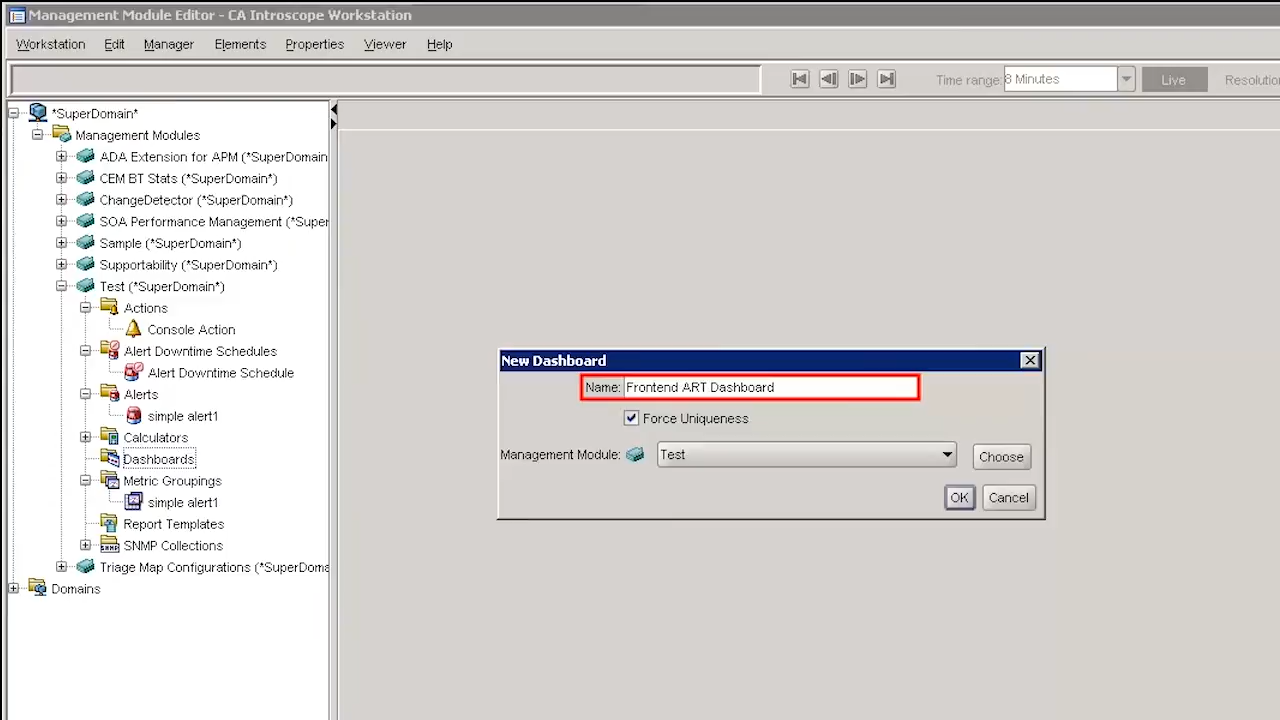 Management Module Editor - CA Introscope Workstation
Workstation Edit Manager Elements Properties Viewer Help
Time range: 8 Minutes Live Resolutio
*SuperDomain*
Management Modules
ADA Extension for APM (*SuperDomain
CEM BT Stats (*SuperDomain*)
ChangeDetector (*SuperDomain*)
SOA Performance Management (*Super
Sample (*SuperDomain*)
Supportability (*SuperDomain*)
Test (*SuperDomain*)
Actions
Console Action
Alert Downtime Schedules
Alert Downtime Schedule
Alerts
simple alert1
Calculators
Dashboards
Metric Groupings
simple alert1
Report Templates
SNMP Collections
Triage Map Configurations (*SuperDoma
Domains
New Dashboard
Name: Frontend ART Dashboard
Force Uniqueness
Management Module: Test Choose
OK Cancel